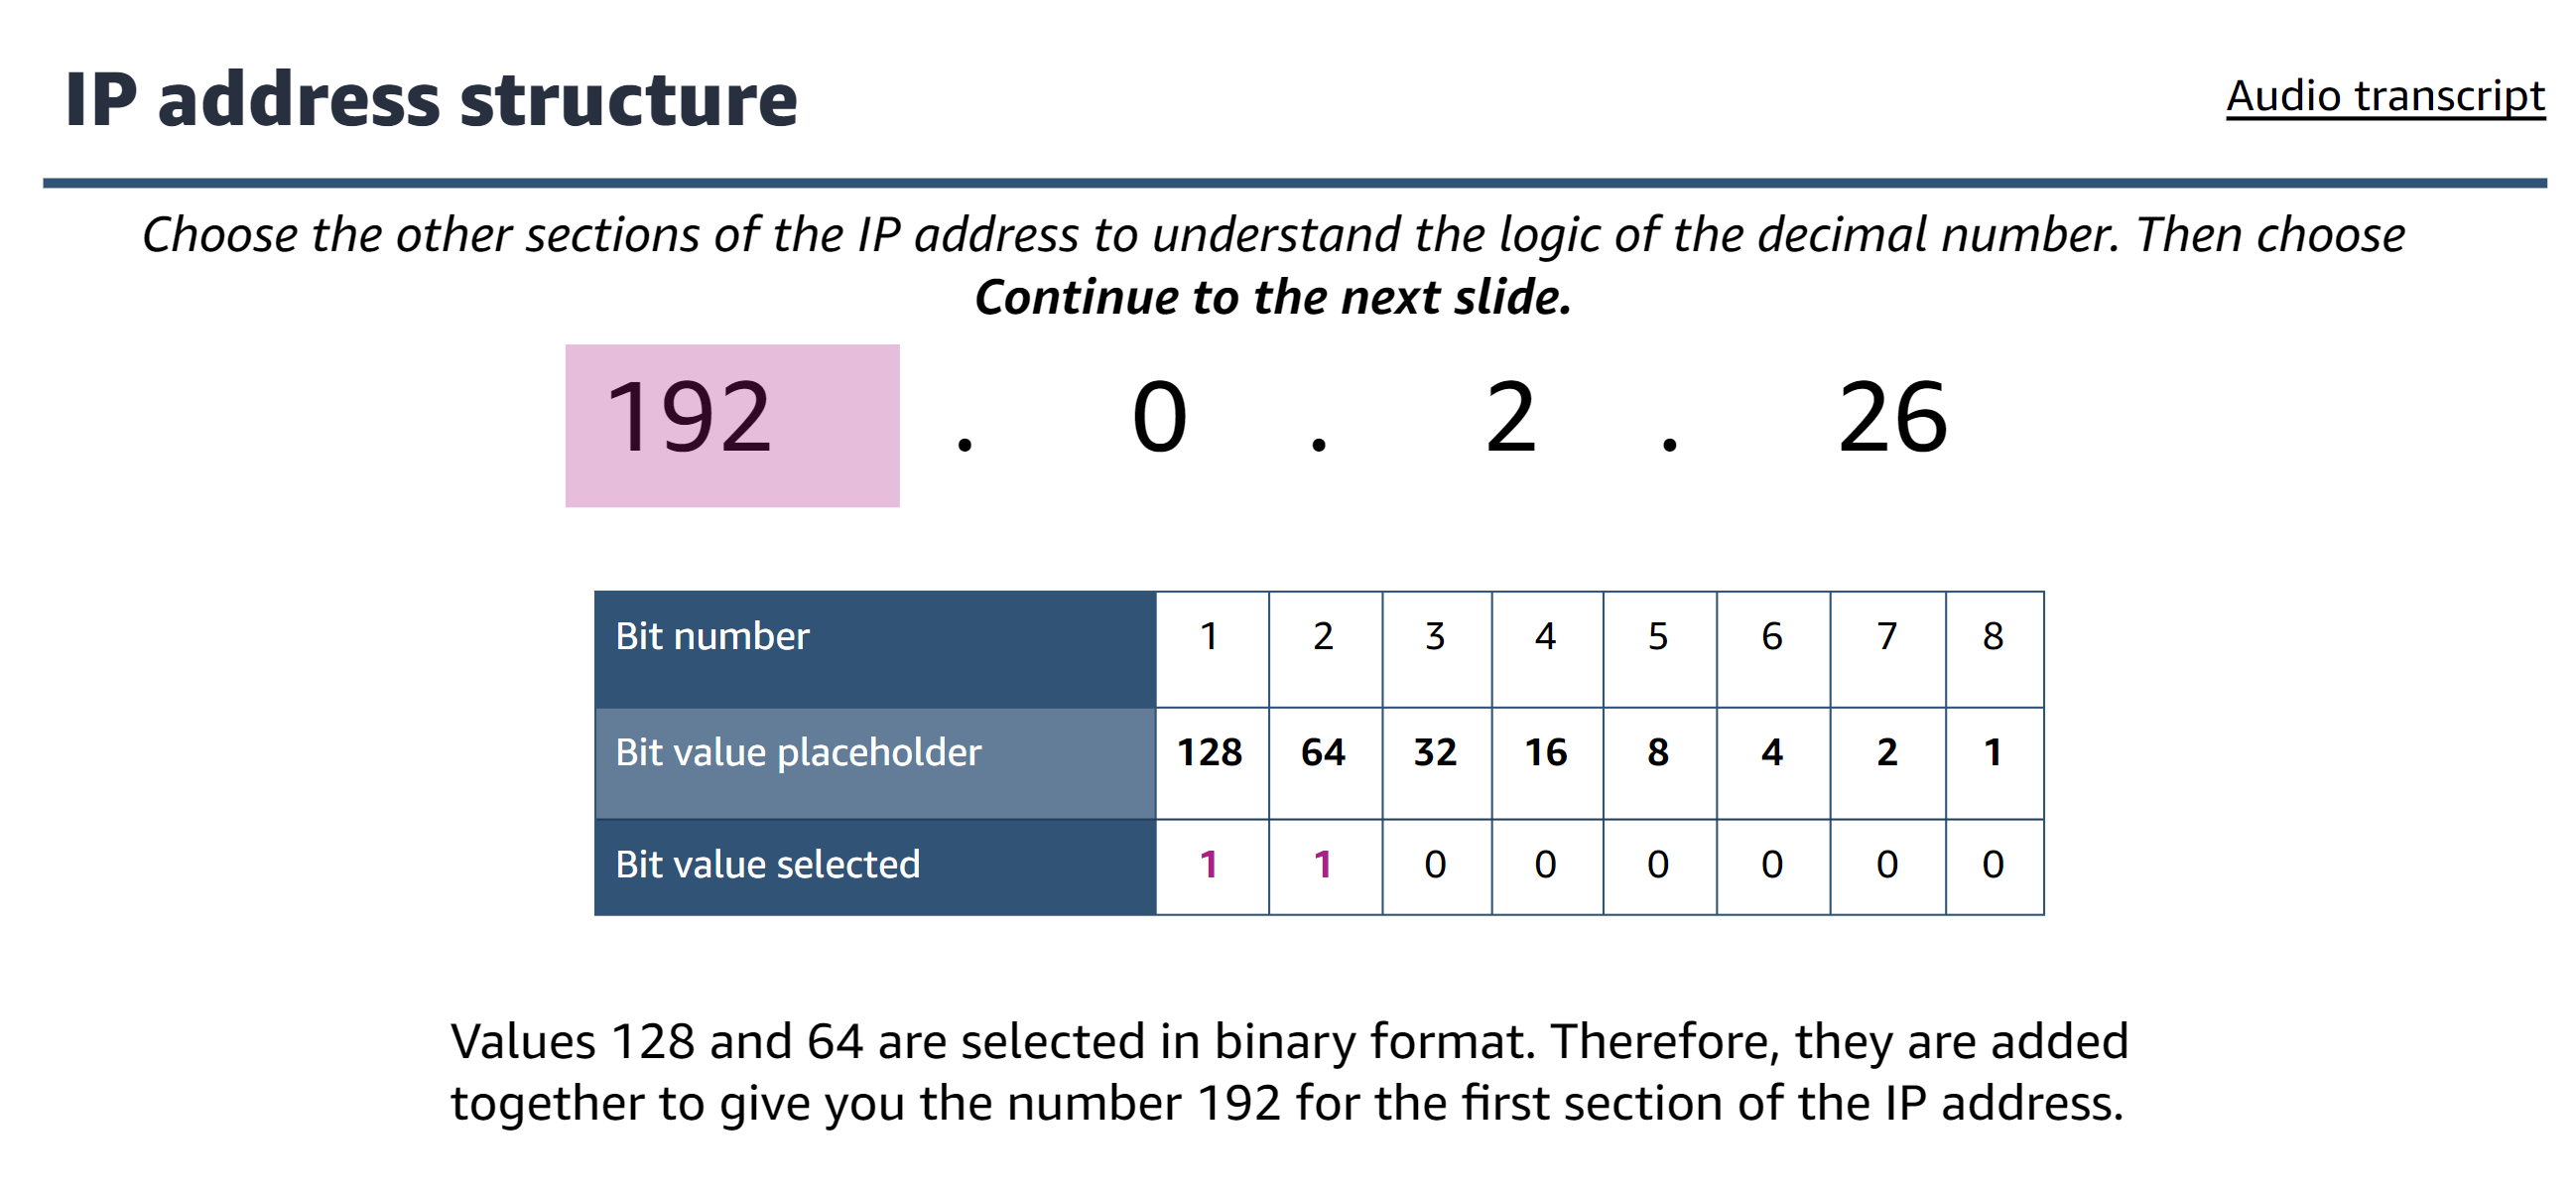 IP address structure
Audio transcript
Choose the other sections of the IP address to understand the logic of the decimal number. Then choose
Continue to the next slide.
192 . 0 . 2 . 26
Bit number 1 2 3 4 5 6 7 8
Bit value placeholder 128 64 32 16 8 4 2 1
Bit value selected 1 1 0 0 0 0 0 0
Values 128 and 64 are selected in binary format. Therefore, they are added
together to give you the number 192 for the first section of the IP address.